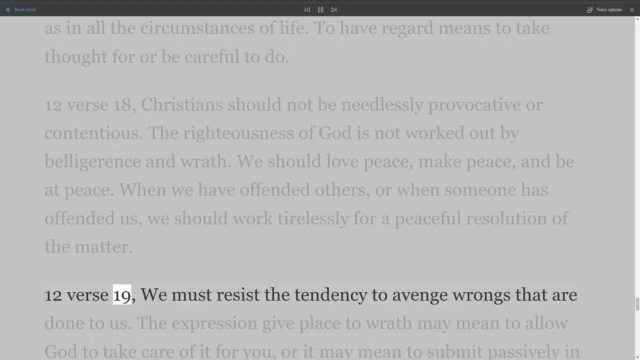 Read aloud
Voice options
as in all the circumstances of life. To have regard means to take
thought for or be careful to do.
12 verse 18, Christians should not be needlessly provocative or
contentious. The righteousness of God is not worked out by
belligerence and wrath. We should love peace, make peace, and be
at peace. When we have offended others, or when someone has
offended us, we should work tirelessly for a peaceful resolution of
the matter.
12 verse 19, We must resist the tendency to avenge wrongs that are
done to us. The expression give place to wrath may mean to allow
God to take care of it for you, or it may mean to submit passively in